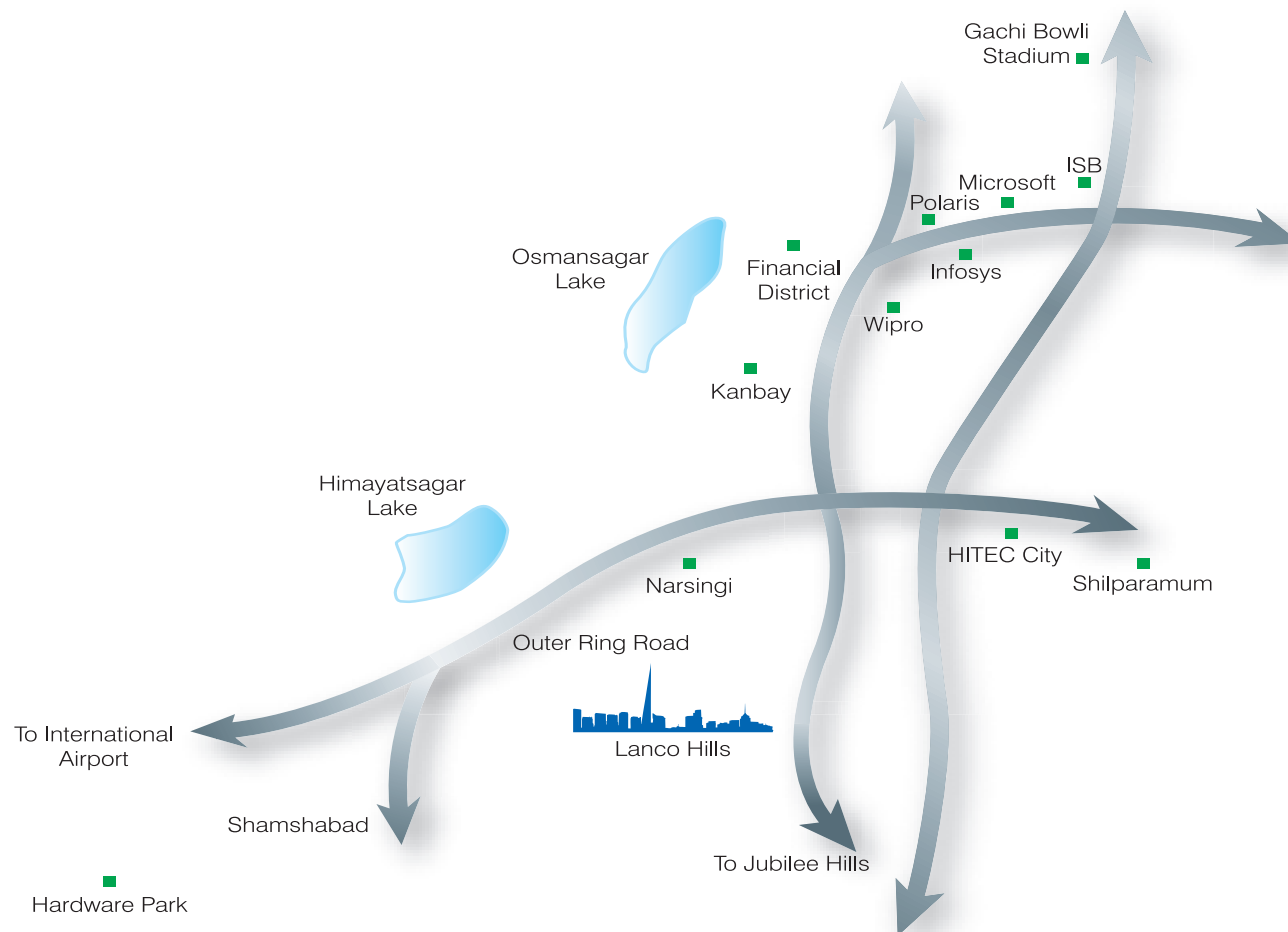 Gachi Bowli
Stadium
ISB
Microsoft
Polaris
Osmansagar
Lake
Financial
District
Infosys
Wipro
Kanbay
Himayatsagar
Lake
HITEC City
Narsingi
Shilparamum
Outer Ring Road
To International
Airport
Lanco Hills
Shamshabad
To Jubilee Hills
Hardware Park